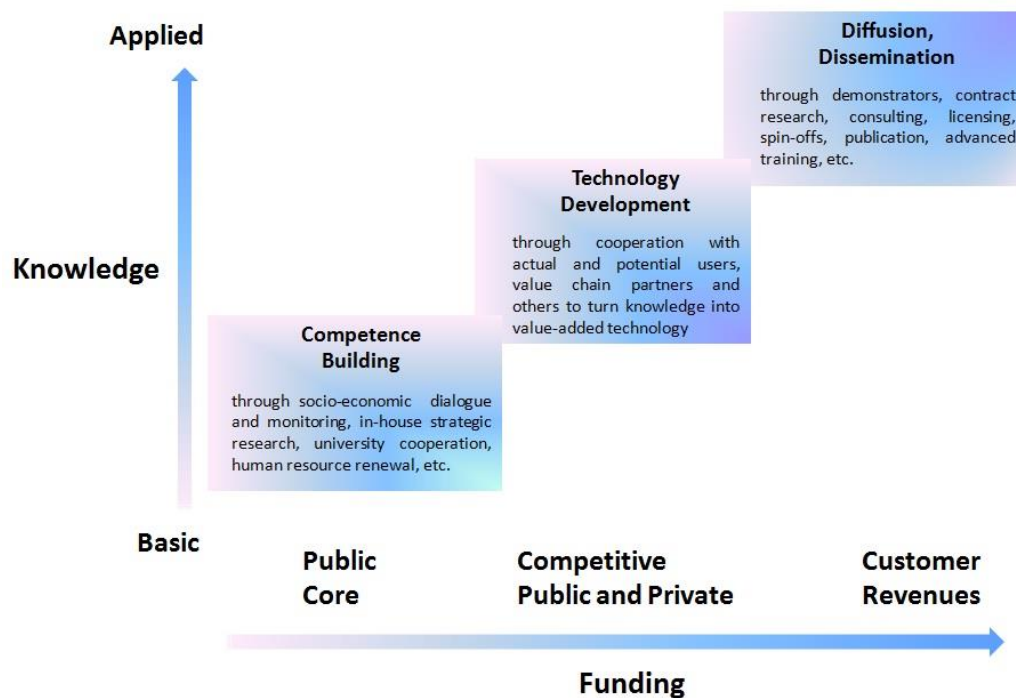 Applied
Diffusion,
Dissemination
through demonstrators, contract
research, consulting, licensing,
spin-offs, publication, advanced
training, etc.
Technology
Development
through cooperation with
actual and potential users,
value chain partners and
others to turn knowledge into
value-added technology
Knowledge
Competence
Building
through socio-economic dialogue
and monitoring, in-house strategic
research, university cooperation,
human resource renewal, etc.
Basic
Public
Core
Competitive
Public and Private
Customer
Revenues
Funding